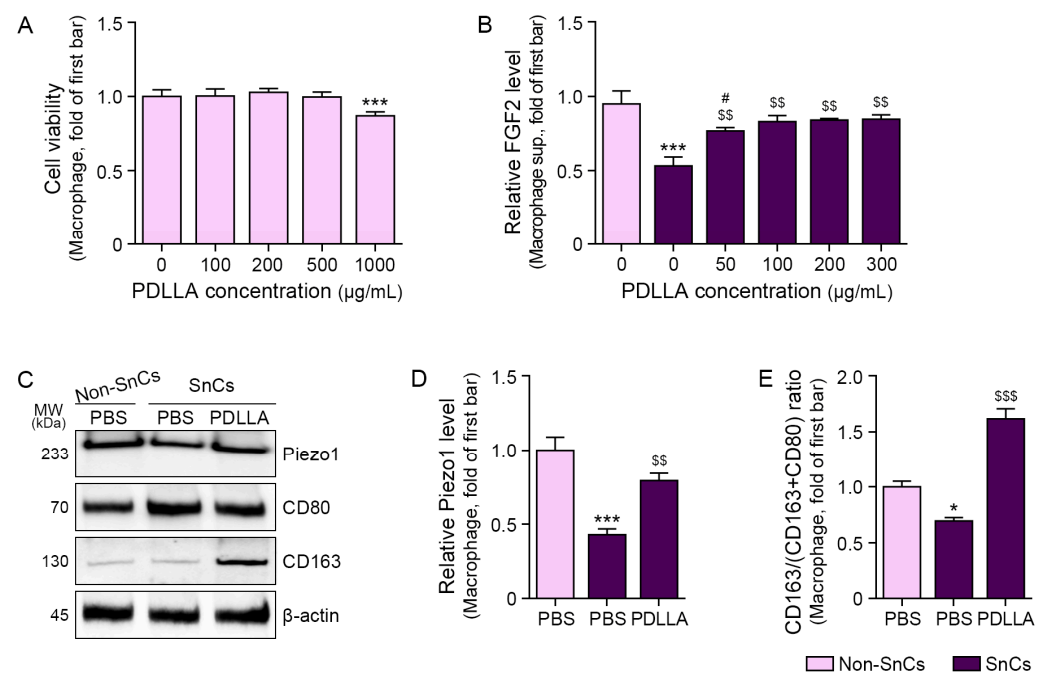 A
Cell viability
(Macrophage, fold of first bar)
1.5
1.0
0.5
0
***
0 100 200 500 1000
PDLLA concentration (µg/mL)
B
Relative FGF2 level
(Macrophage sup., fold of first bar)
1.5
1.0
0.5
0
***
#
$$ $$ $$ $$
0 0 50 100 200 300
PDLLA concentration (µg/mL)
C
Non-SnCs SnCs
MW
(kDa)
PBS PBS PDLLA
233 Piezo1
70 CD80
130 CD163
45 β-actin
D
Relative Piezo1 level
(Macrophage, fold of first bar)
1.5
1.0
0.5
0
***
$$
PBS PBS PDLLA
E
CD163/(CD163+CD80) ratio
(Macrophage, fold of first bar)
2.0
1.5
1.0
0.5
0
*
$$$
PBS PBS PDLLA
Non-SnCs SnCs